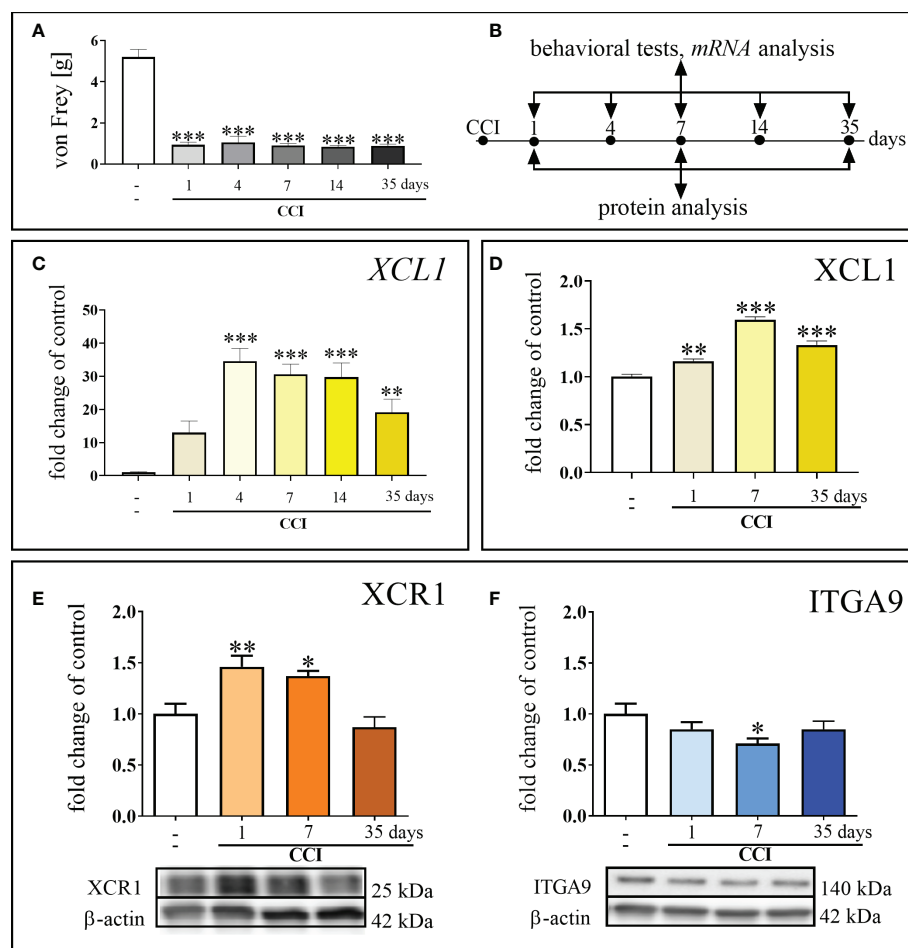 A
von Frey [g]
6
4
2
0
*** *** *** *** ***
- 1 4 7 14 35 days
-
CCI
B
behavioral tests, mRNA analysis
CCI 1 4 7 14 35 days
protein analysis
C
XCL1
fold change of control
50
40
30
20
10
0
*** *** *** **
- 1 4 7 14 35 days
-
CCI
D
XCL1
fold change of control
2.0
1.5
1.0
0.5
0.0
** *** ***
- 1 7 35 days
-
CCI
E
XCR1
fold change of control
2.0
1.5
1.0
0.5
0.0
** *
- 1 7 35 days
-
CCI
XCR1 25 kDa
β-actin 42 kDa
F
ITGA9
fold change of control
2.0
1.5
1.0
0.5
0.0
*
- 1 7 35 days
-
CCI
ITGA9 140 kDa
β-actin 42 kDa